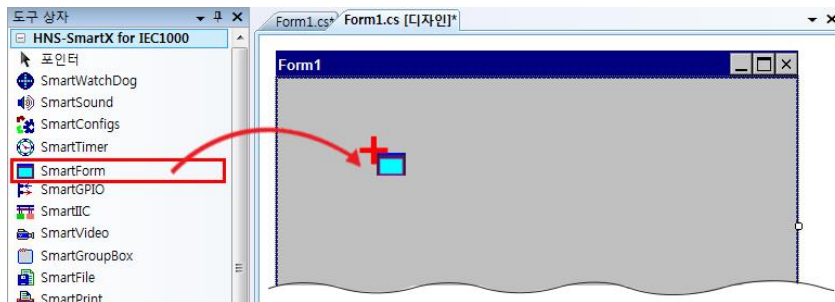 도구 상자
HNS-SmartX for IEC1000
포인터
SmartWatchDog
SmartSound
SmartConfigs
SmartTimer
SmartForm
SmartGPIO
SmartIIC
SmartVideo
SmartGroupBox
SmartFile
SmartPrint
Form1.cs*
Form1.cs [디자인]*
Form1